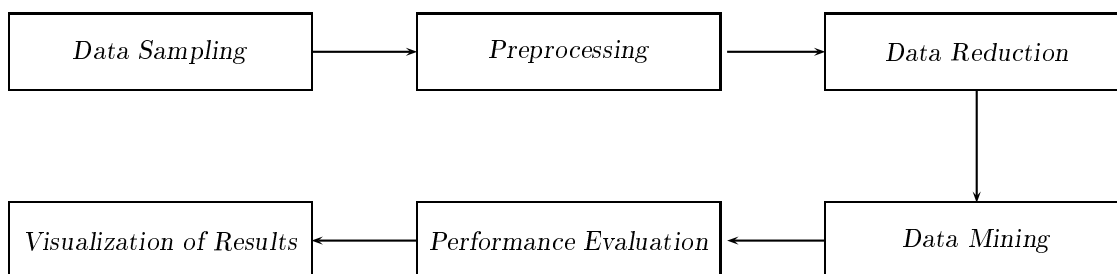 Data Sampling
Preprocessing
Data Reduction
Data Mining
Performance Evaluation
Visualization of Results